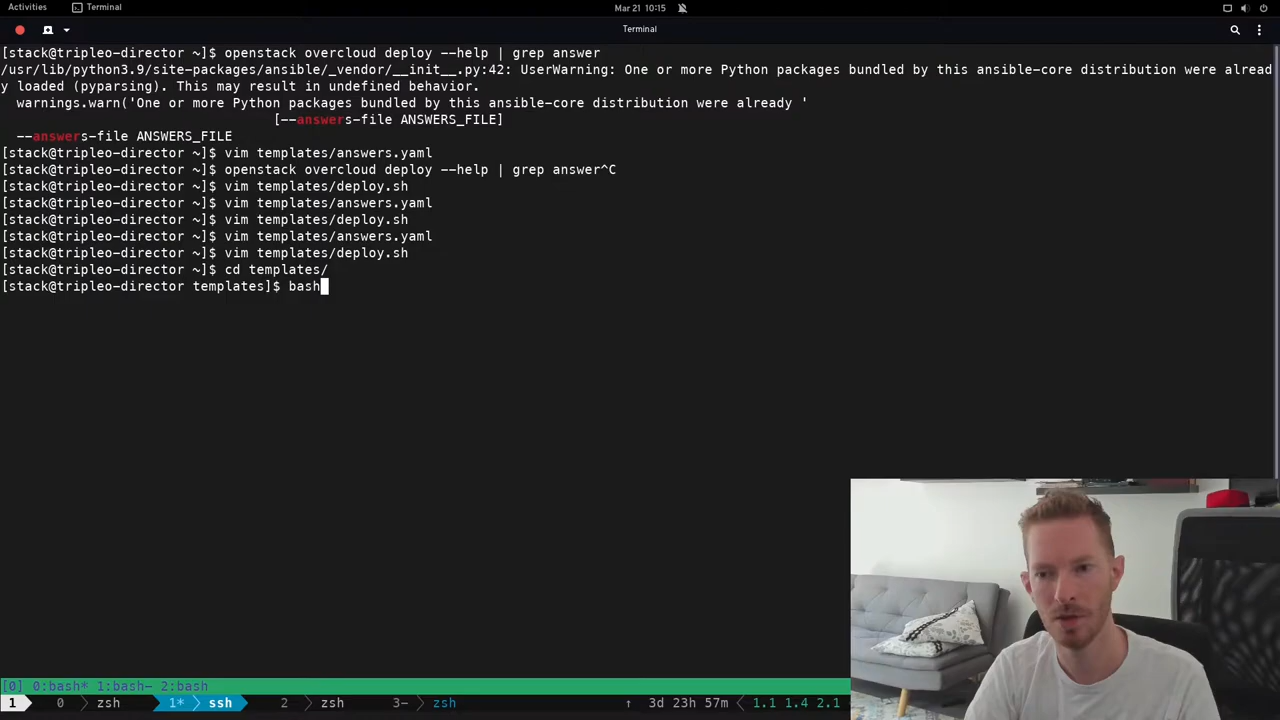 Activities
Terminal
Mar 21 10:15
Terminal
[stack@tripleo-director ~]$ openstack overcloud deploy --help | grep answer
/usr/lib/python3.9/site-packages/ansible/_vendor/__init__.py:42: UserWarning: One or more Python packages bundled by this ansible-core distribution were alread
y loaded (pyparsing). This may result in undefined behavior.
  warnings.warn('One or more Python packages bundled by this ansible-core distribution were already '
                                  [--answers-file ANSWERS_FILE]
  --answers-file ANSWERS_FILE
[stack@tripleo-director ~]$ vim templates/answers.yaml
[stack@tripleo-director ~]$ openstack overcloud deploy --help | grep answer^C
[stack@tripleo-director ~]$ vim templates/deploy.sh
[stack@tripleo-director ~]$ vim templates/answers.yaml
[stack@tripleo-director ~]$ vim templates/deploy.sh
[stack@tripleo-director ~]$ vim templates/answers.yaml
[stack@tripleo-director ~]$ vim templates/deploy.sh
[stack@tripleo-director ~]$ cd templates/
[stack@tripleo-director templates]$ bash
[0] 0:bash* 1:bash- 2:bash
1 0 zsh 1* ssh 2 zsh 3- zsh ↑ 3d 23h 57m 1.1 1.4 2.1